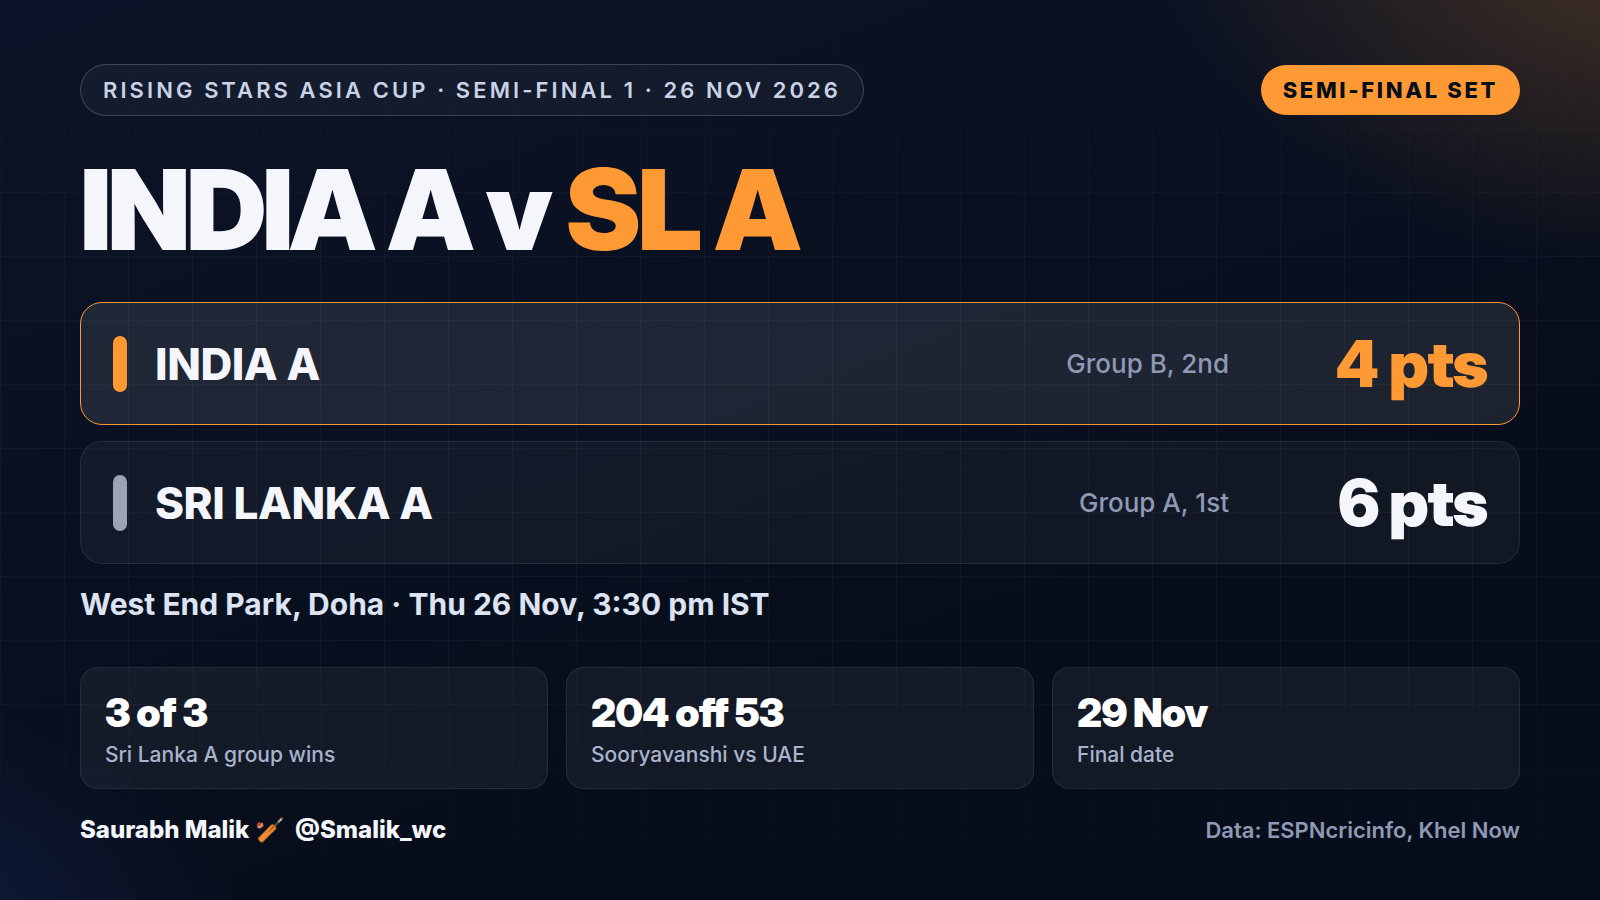 RISING STARS ASIA CUP · SEMI-FINAL 1 · 26 NOV 2026
SEMI-FINAL SET
INDIA A v SL A
INDIA A
Group B, 2nd
4 pts
SRI LANKA A
Group A, 1st
6 pts
West End Park, Doha · Thu 26 Nov, 3:30 pm IST
3 of 3
Sri Lanka A group wins
204 off 53
Sooryavanshi vs UAE
29 Nov
Final date
Saurabh Malik 🏏 @Smalik_wc
Data: ESPNcricinfo, Khel Now